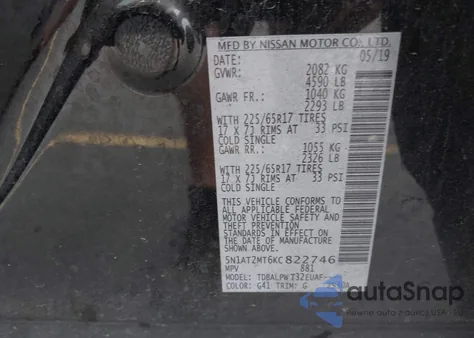 MFD BY NISSAN MOTOR CO., LTD.
DATE: 05/19
GVWR: 2082 KG
4590 LB
GAWR FR.: 1040 KG
2293 LB
WITH 225/65R17 TIRES
17 X 7J RIMS AT 33 PSI
COLD SINGLE
GAWR RR.: 1055 KG
2326 LB
WITH 225/65R17 TIRES
17 X 7J RIMS AT 33 PSI
COLD SINGLE
THIS VEHICLE CONFORMS TO
ALL APPLICABLE FEDERAL
MOTOR VEHICLE SAFETY AND
THEFT PREVENTION
STANDARDS IN EFFECT ON
THE DATE OF MANUFACTURE
SHOWN ABOVE.
5N1AT2MT6KC822746
MPV 881
MODEL:
COLOR: G41 TRIM: G
autoSnap